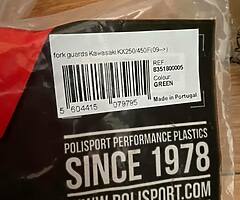 fork guards Kawasaki KX250/450F(09-->)
REF.
8351800005
Colour:
GREEN
5 604415 079795
Made in Portugal
POLISPORT PERFORMANCE PLASTICS
SINCE 1978
WWW.POLISPORT.COM